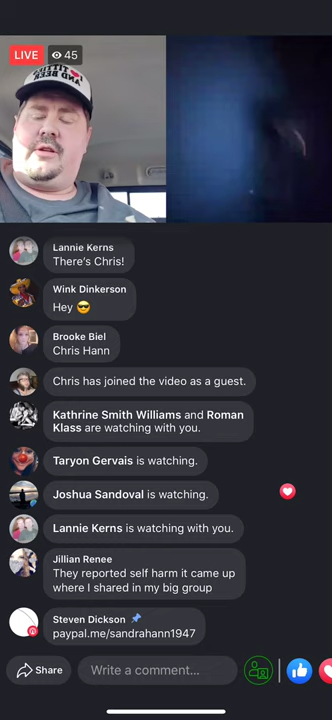 LIVE 45
TITTIES
AND BEER
Lannie Kerns
There's Chris!
Wink Dinkerson
Hey 😎
Brooke Biel
Chris Hann
Chris has joined the video as a guest.
Kathrine Smith Williams and Roman
Klass are watching with you.
Taryon Gervais is watching.
Joshua Sandoval is watching.
Lannie Kerns is watching with you.
Jillian Renee
They reported self harm it came up
where I shared in my big group
Steven Dickson 📌
paypal.me/sandrahann1947
Share
Write a comment...